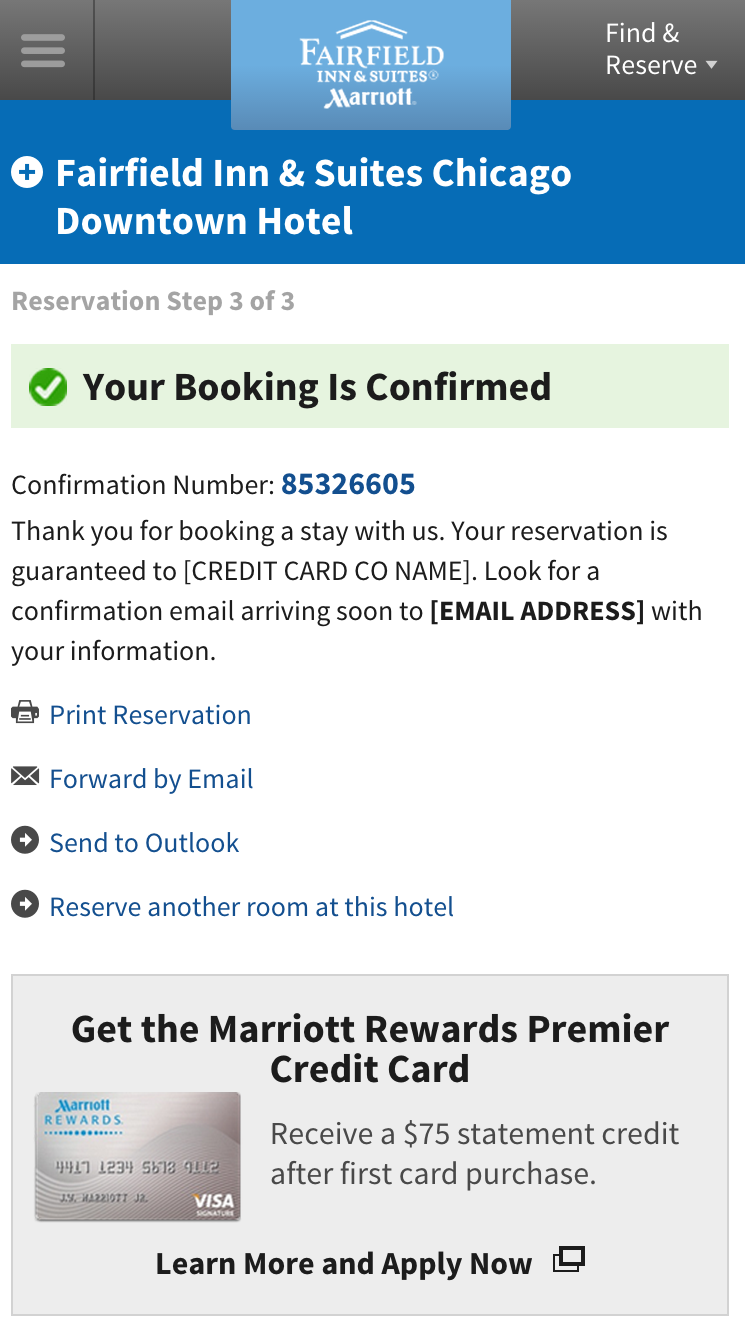 FAIRFIELD
INN & SUITES®
Marriott.
Find &
Reserve
Fairfield Inn & Suites Chicago
Downtown Hotel
Reservation Step 3 of 3
Your Booking Is Confirmed
Confirmation Number: 85326605
Thank you for booking a stay with us. Your reservation is
guaranteed to [CREDIT CARD CO NAME]. Look for a
confirmation email arriving soon to [EMAIL ADDRESS] with
your information.
Print Reservation
Forward by Email
Send to Outlook
Reserve another room at this hotel
Get the Marriott Rewards Premier
Credit Card
Marriott
REWARDS.
4417 1234 5678 9112
J.W. MARRIOTT JR.
VISA
SIGNATURE
Receive a $75 statement credit
after first card purchase.
Learn More and Apply Now